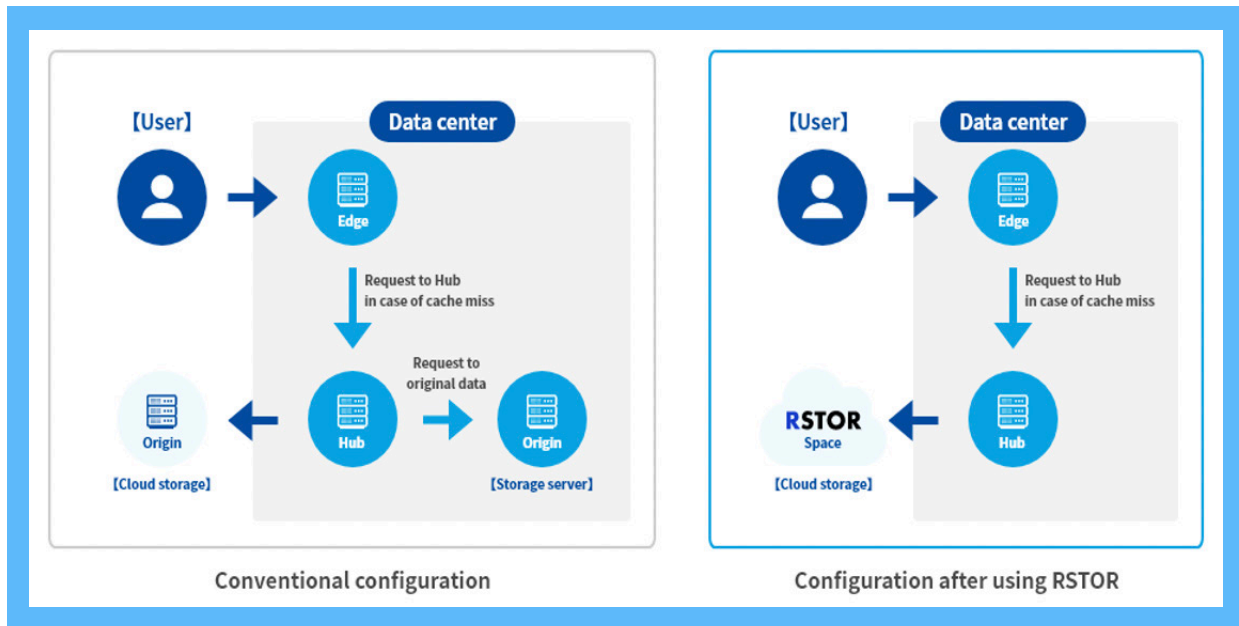 【User】
Data center
Edge
Request to Hub
in case of cache miss
Request to
original data
Origin
Hub
Origin
【Cloud storage】
【Storage server】
Conventional configuration
【User】
Data center
Edge
Request to Hub
in case of cache miss
RSTOR
Space
Hub
【Cloud storage】
Configuration after using RSTOR